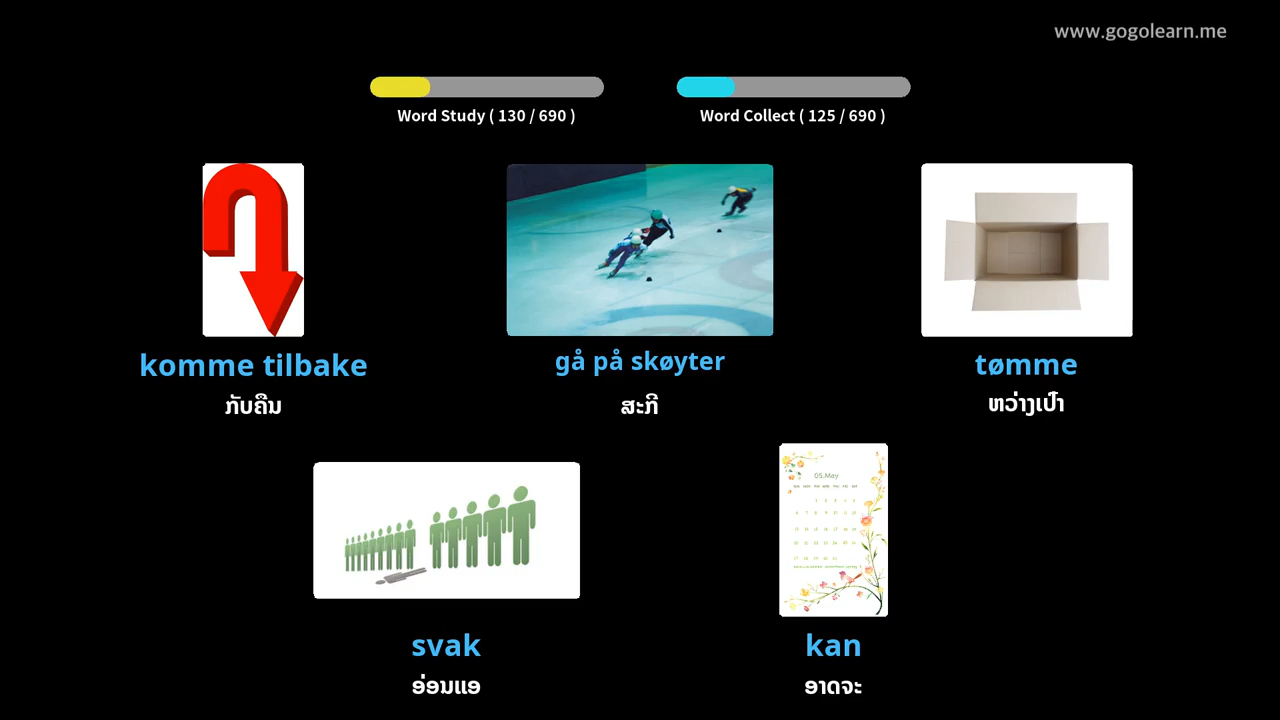 www.gogolearn.me
Word Study ( 130 / 690 )
Word Collect ( 125 / 690 )
komme tilbake
ກັບຄືນ
gå på skøyter
ສະກີ
tømme
ຫວ່າງເປົ່າ
05.May
svak
ອ່ອນແອ
kan
ອາດຈະ